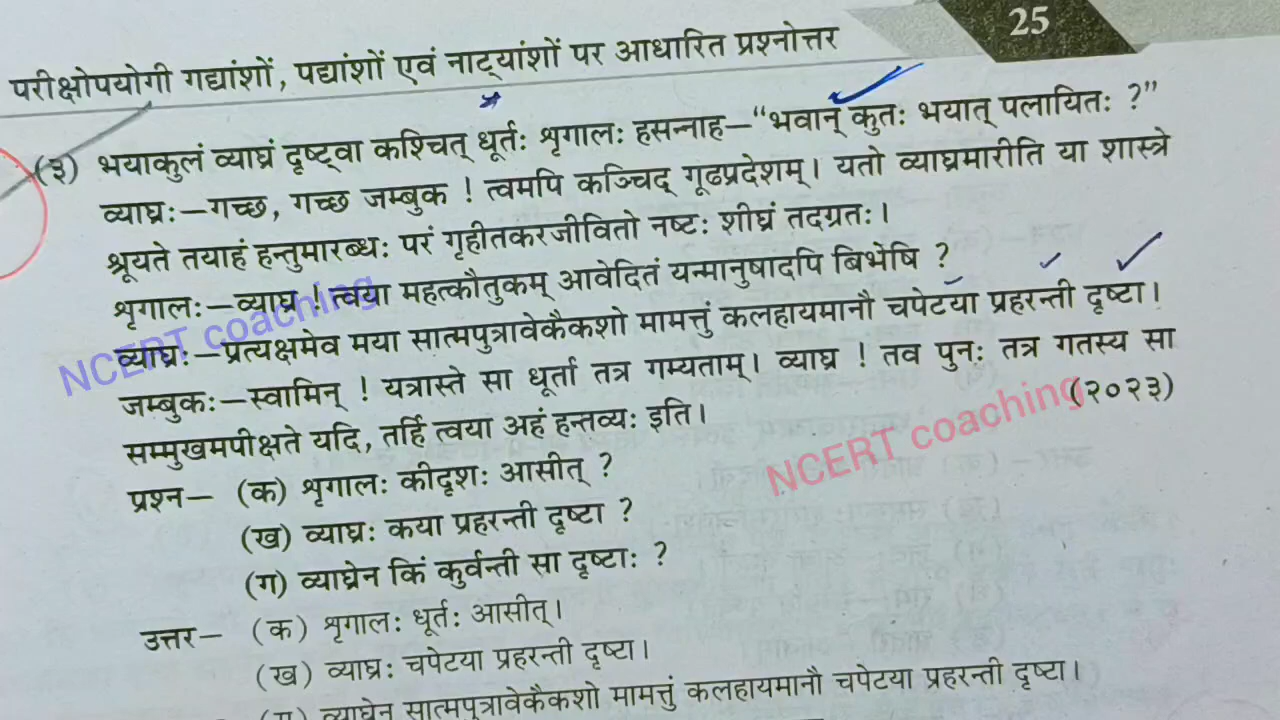 25
परीक्षोपयोगी गद्यांशों, पद्यांशों एवं नाट्यांशों पर आधारित प्रश्नोत्तर
(३) भयाकुलं व्याघ्रं दृष्ट्वा कश्चित् धूर्तः शृगालः हसन्नाह—“भवान् कुतः भयात् पलायितः ?”
व्याघ्रः—गच्छ, गच्छ जम्बुक ! त्वमपि कञ्चिद् गूढप्रदेशम्। यतो व्याघ्रमारीति या शास्त्रे
श्रूयते तयाहं हन्तुमारब्धः परं गृहीतकरजीवितो नष्टः शीघ्रं तदग्रतः।
शृगालः—व्याघ्र ! त्वया महत्कौतुकम् आवेदितं यन्मानुषादपि बिभेषि ?
व्याघ्रः—प्रत्यक्षमेव मया सात्मपुत्रावेकैकशो मामत्तुं कलहायमानौ चपेटया प्रहरन्ती दृष्टा।
जम्बुकः—स्वामिन् ! यत्रास्ते सा धूर्ता तत्र गम्यताम्। व्याघ्र ! तव पुनः तत्र गतस्य सा
सम्मुखमपीक्षते यदि, तर्हि त्वया अहं हन्तव्यः इति। (२०२३)
प्रश्न— (क) शृगालः कीदृशः आसीत् ?
(ख) व्याघ्रः कया प्रहरन्ती दृष्टा ?
(ग) व्याघ्रेन किं कुर्वन्ती सा दृष्टाः ?
उत्तर— (क) शृगालः धूर्तः आसीत्।
(ख) व्याघ्रः चपेटया प्रहरन्ती दृष्टा।
(ग) व्याघ्रेन सात्मपुत्रावेकैकशो मामत्तुं कलहायमानौ चपेटया प्रहरन्ती दृष्टा।
NCERT coaching
NCERT coaching